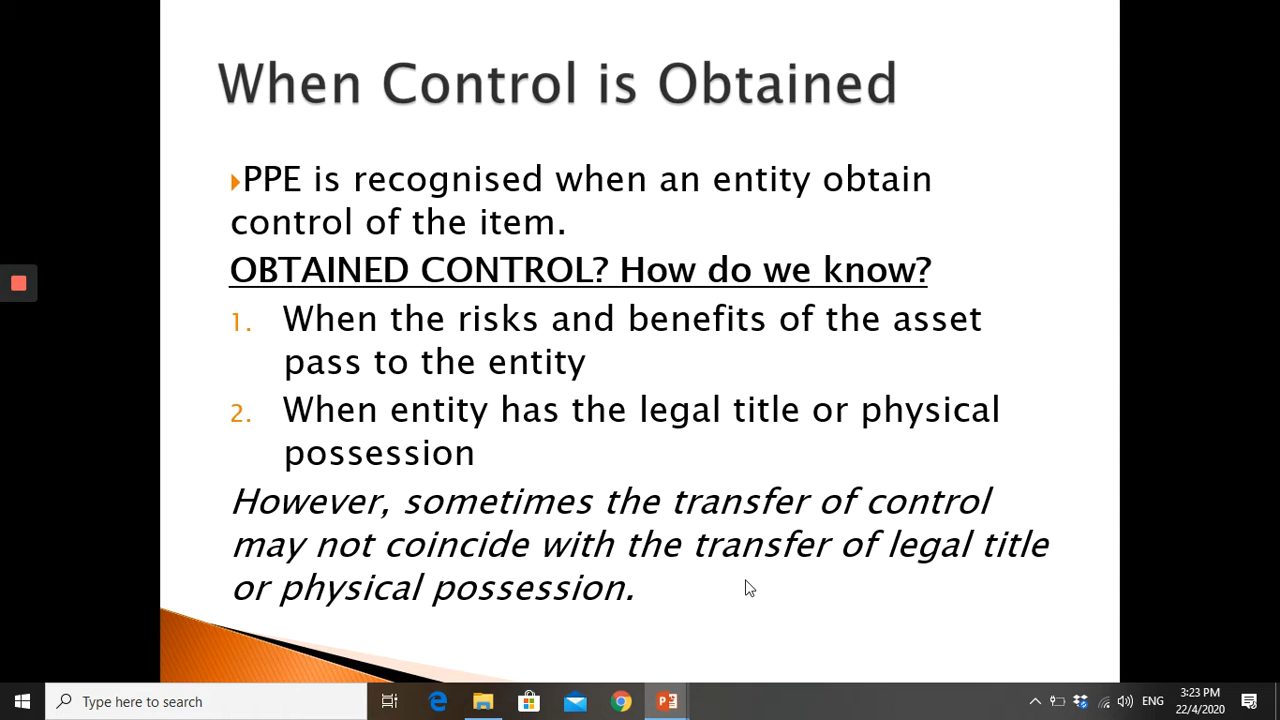 When Control is Obtained
PPE is recognised when an entity obtain
control of the item.
OBTAINED CONTROL? How do we know?
1. When the risks and benefits of the asset
pass to the entity
2. When entity has the legal title or physical
possession
However, sometimes the transfer of control
may not coincide with the transfer of legal title
or physical possession.
Type here to search
ENG
3:23 PM
22/4/2020